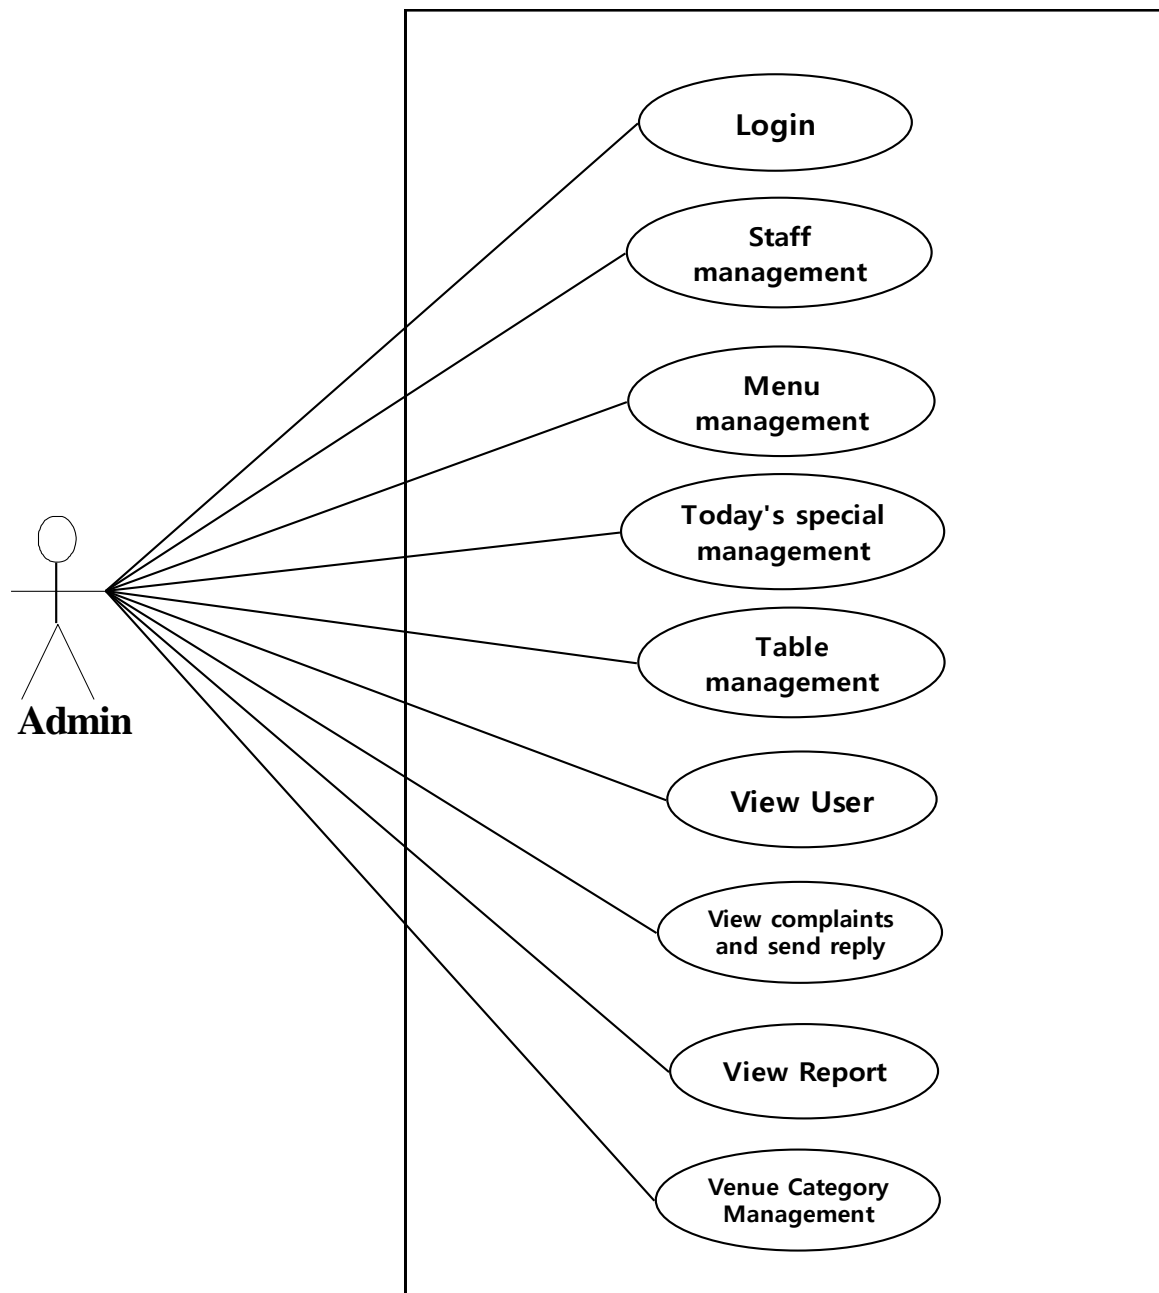 Login
Staff
management
Menu
management
Today's special
management
Table
management
Admin
View User
View complaints
and send reply
View Report
Venue Category
Management